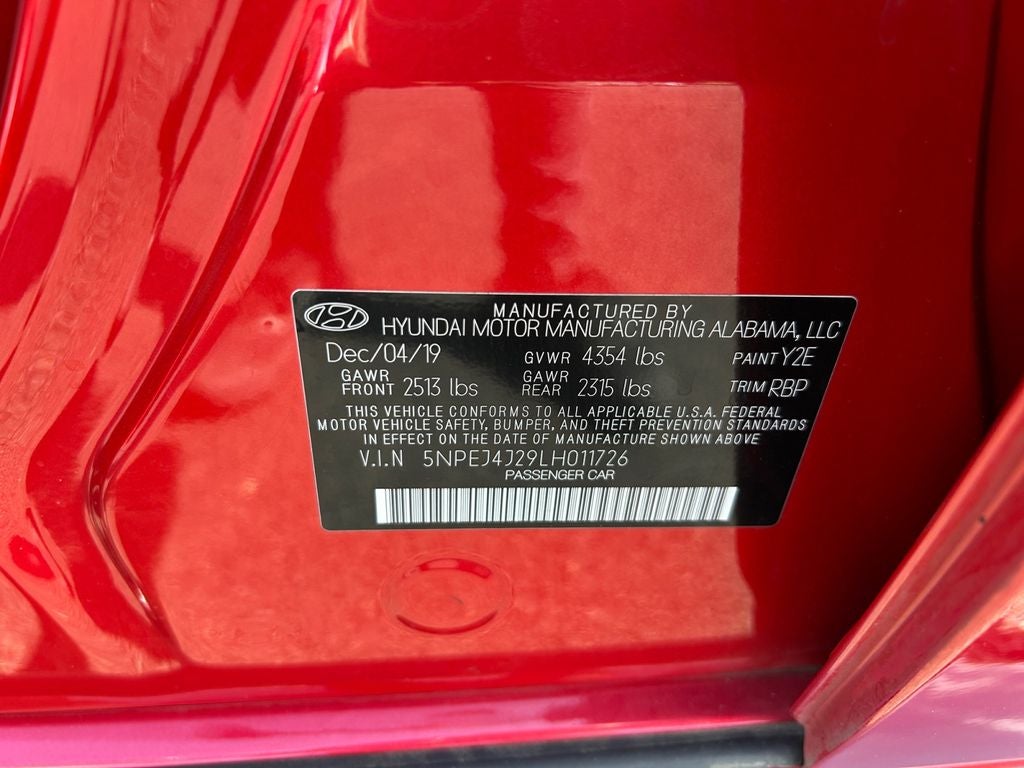 MANUFACTURED BY
HYUNDAI MOTOR MANUFACTURING ALABAMA, LLC
Dec/04/19 GVWR 4354 lbs PAINT Y2E
GAWR FRONT 2513 lbs GAWR REAR 2315 lbs TRIM RBP
THIS VEHICLE CONFORMS TO ALL APPLICABLE U.S.A. FEDERAL
MOTOR VEHICLE SAFETY, BUMPER, AND THEFT PREVENTION STANDARDS
IN EFFECT ON THE DATE OF MANUFACTURE SHOWN ABOVE
V.I.N 5NPEJ4J29LH011726
PASSENGER CAR